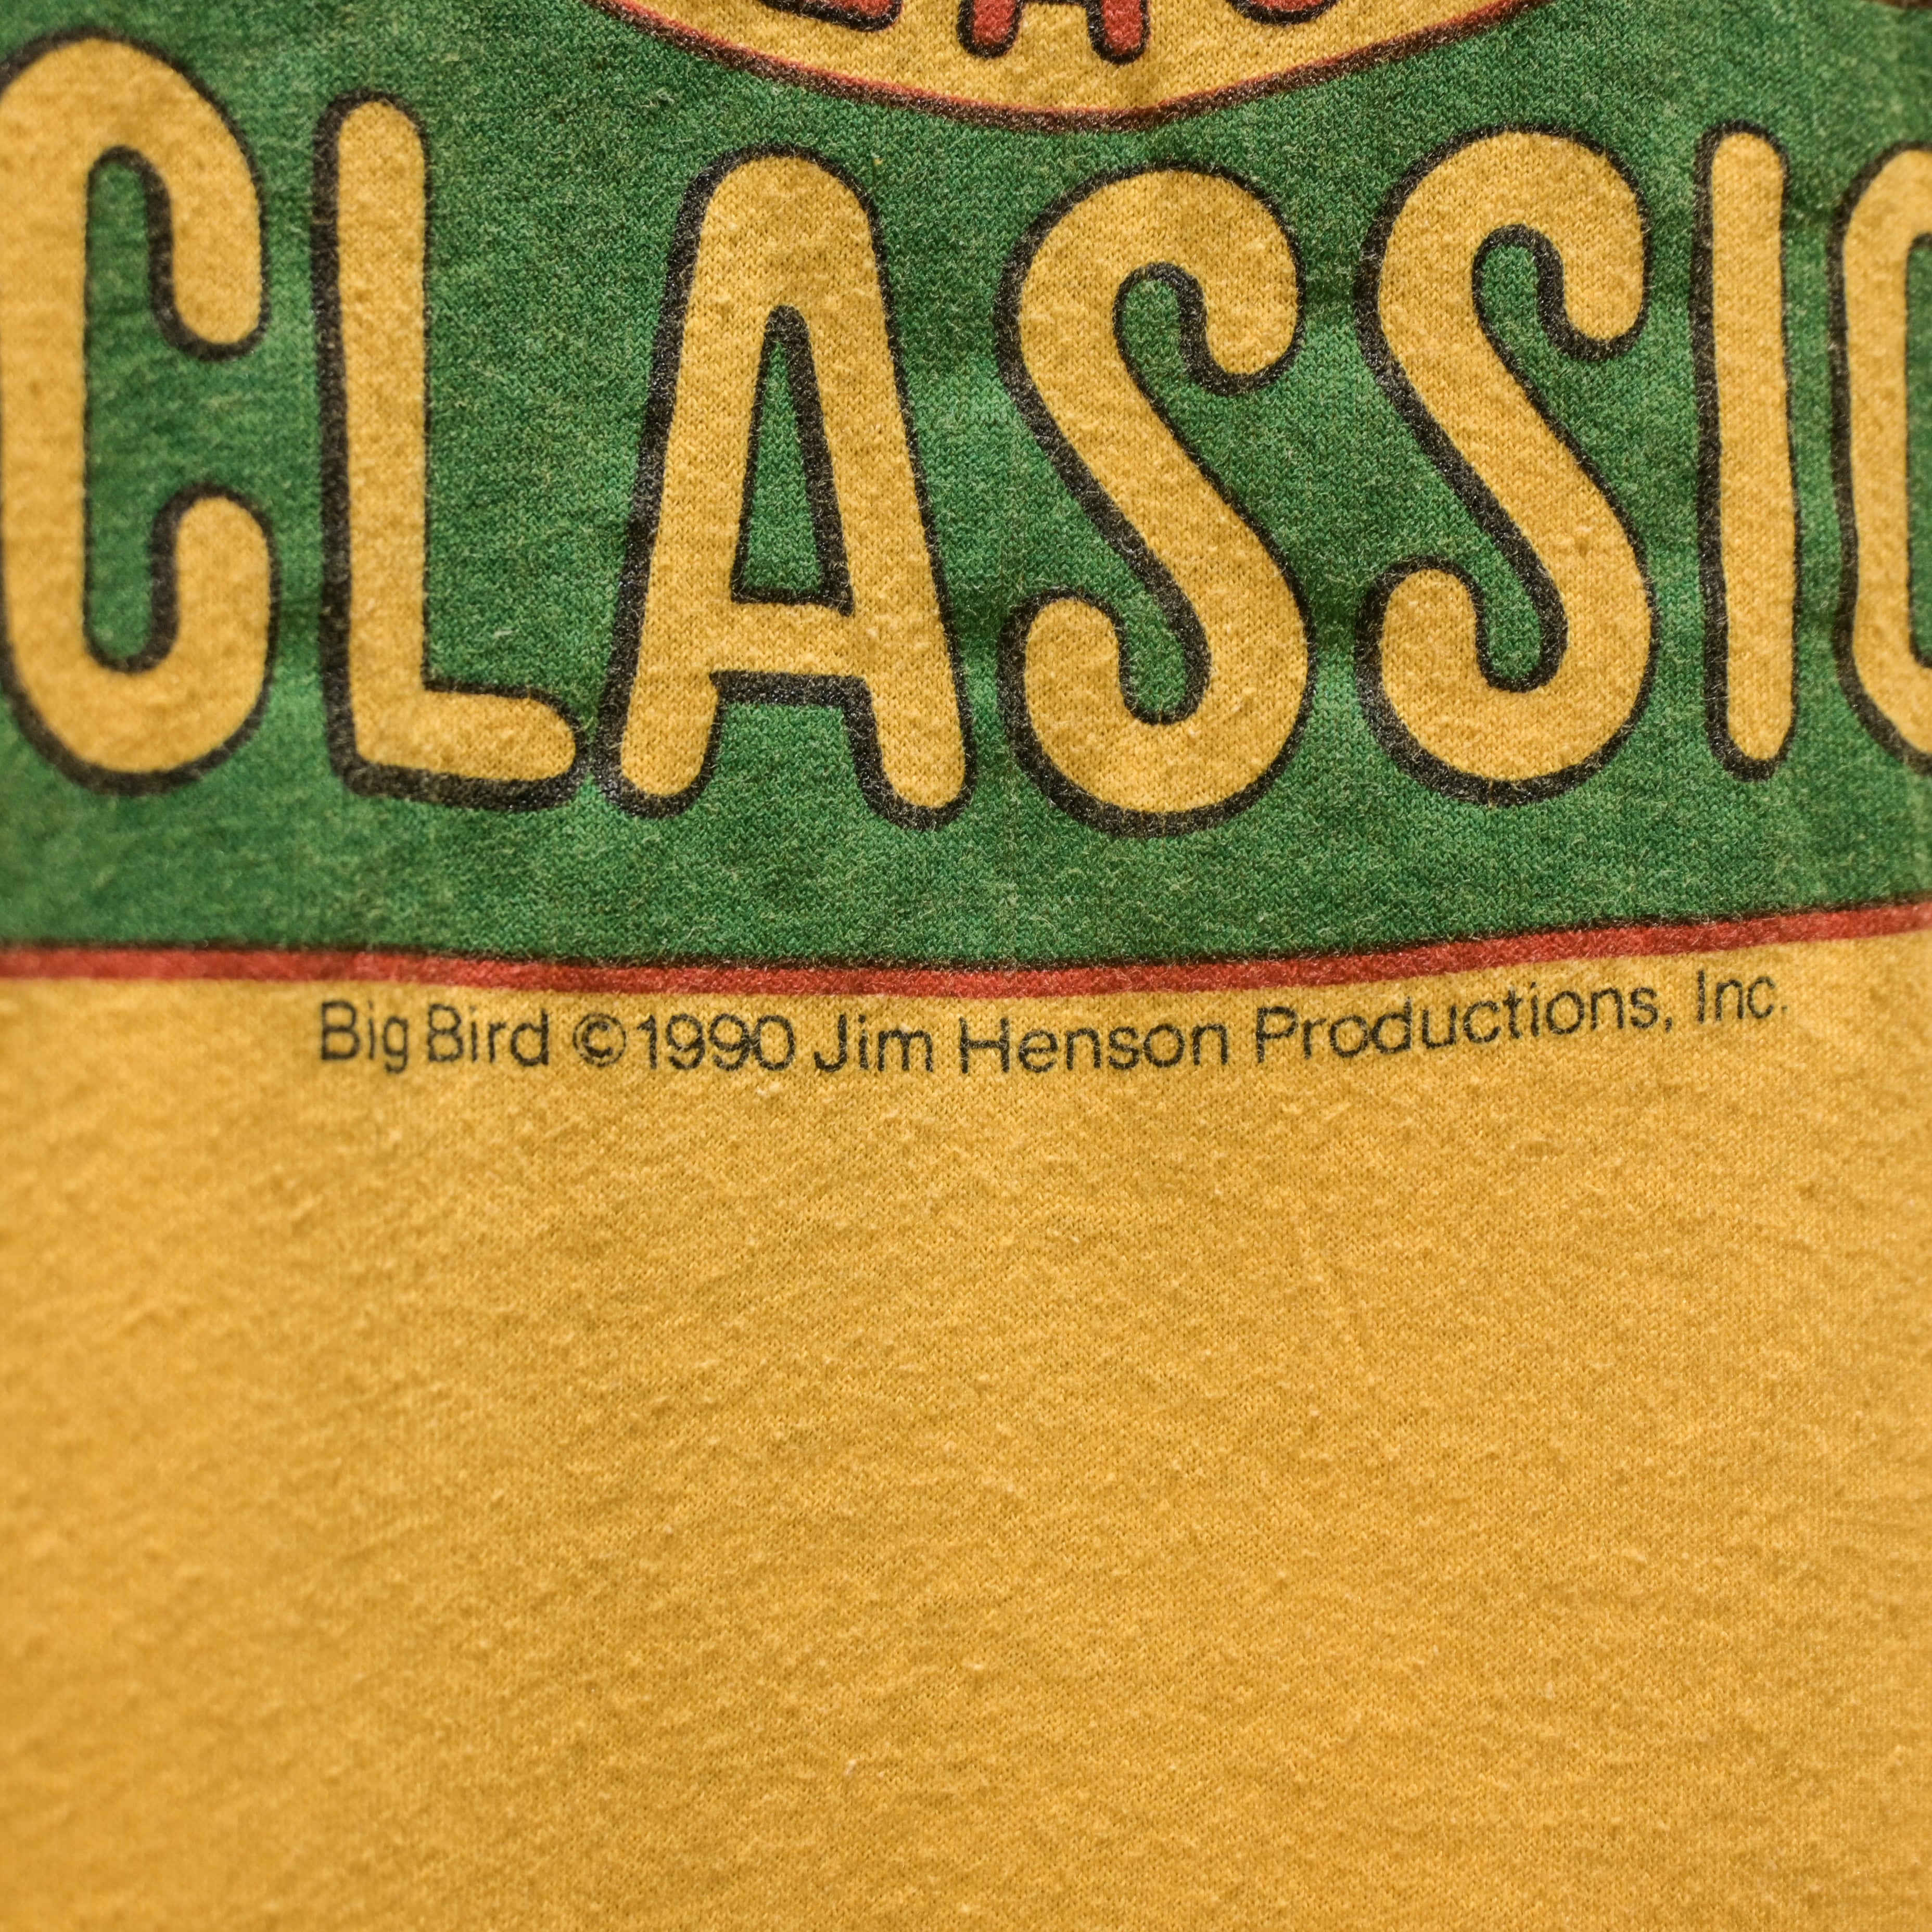 CLASSIC
Big Bird ©1990 Jim Henson Productions, Inc.